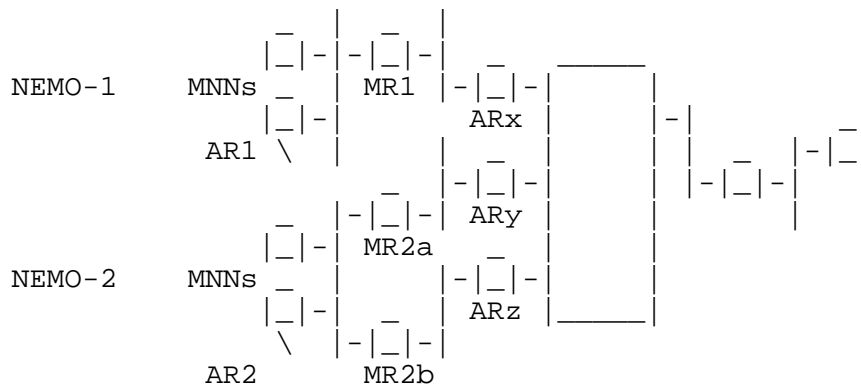 NEMO-1 MNNs MR1
ARx
AR1
ARy
MR2a
NEMO-2 MNNs
ARz
AR2 MR2b